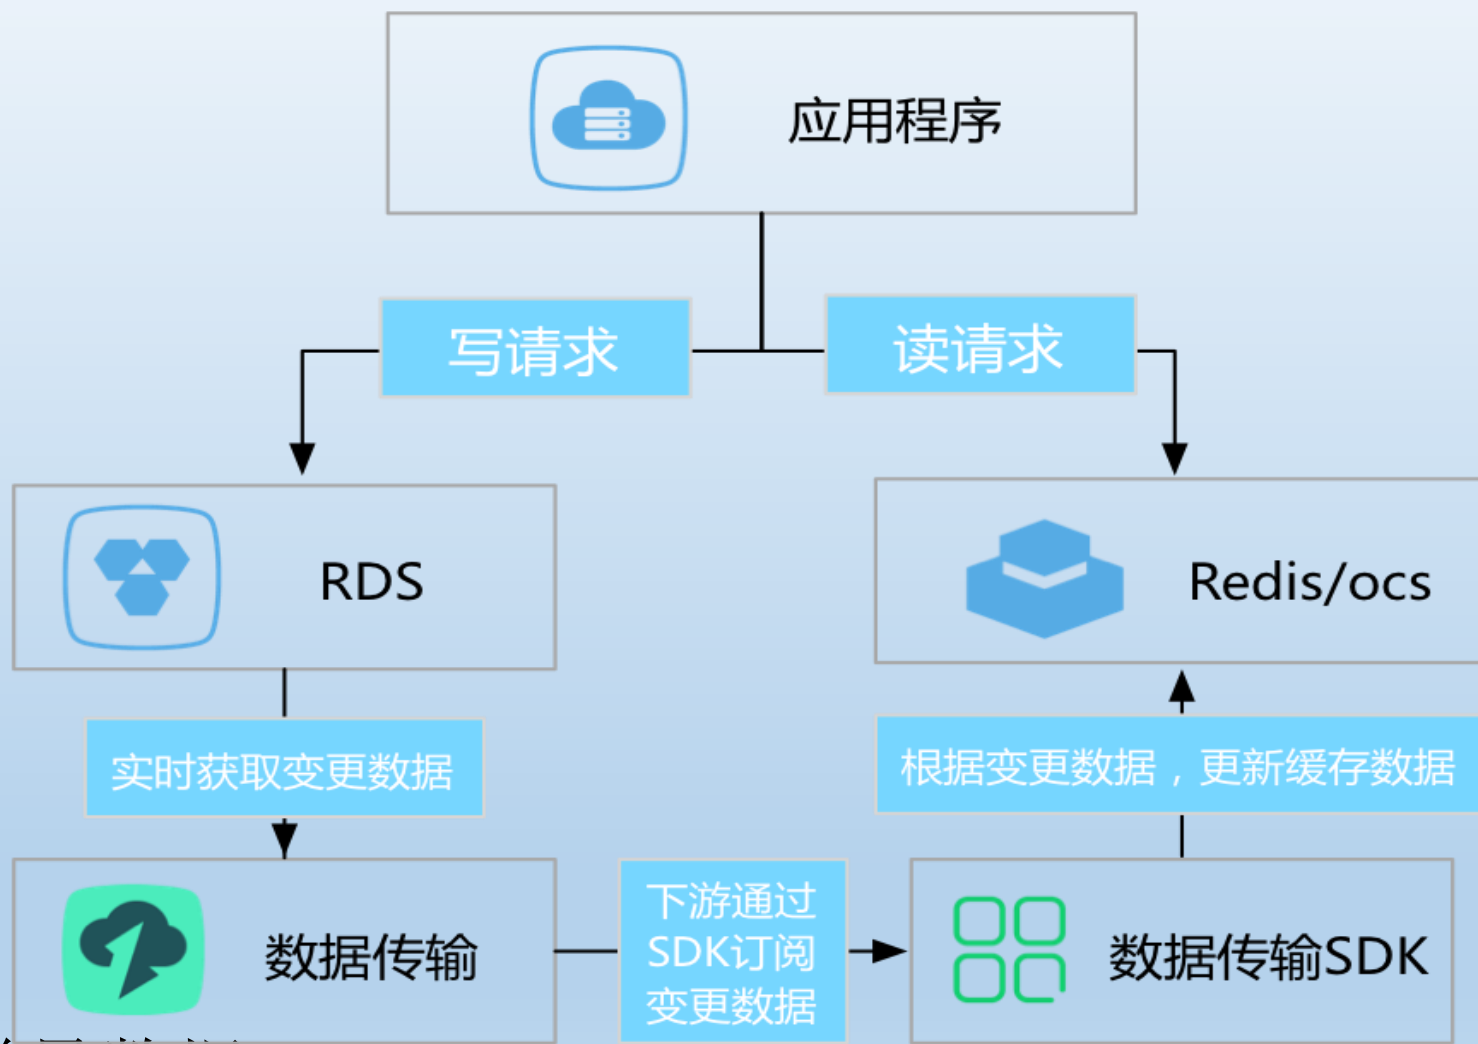 应用程序
写请求
读请求
RDS
Redis/ocs
实时获取变更数据
根据变更数据，更新缓存数据
数据传输
下游通过
SDK订阅
变更数据
数据传输SDK